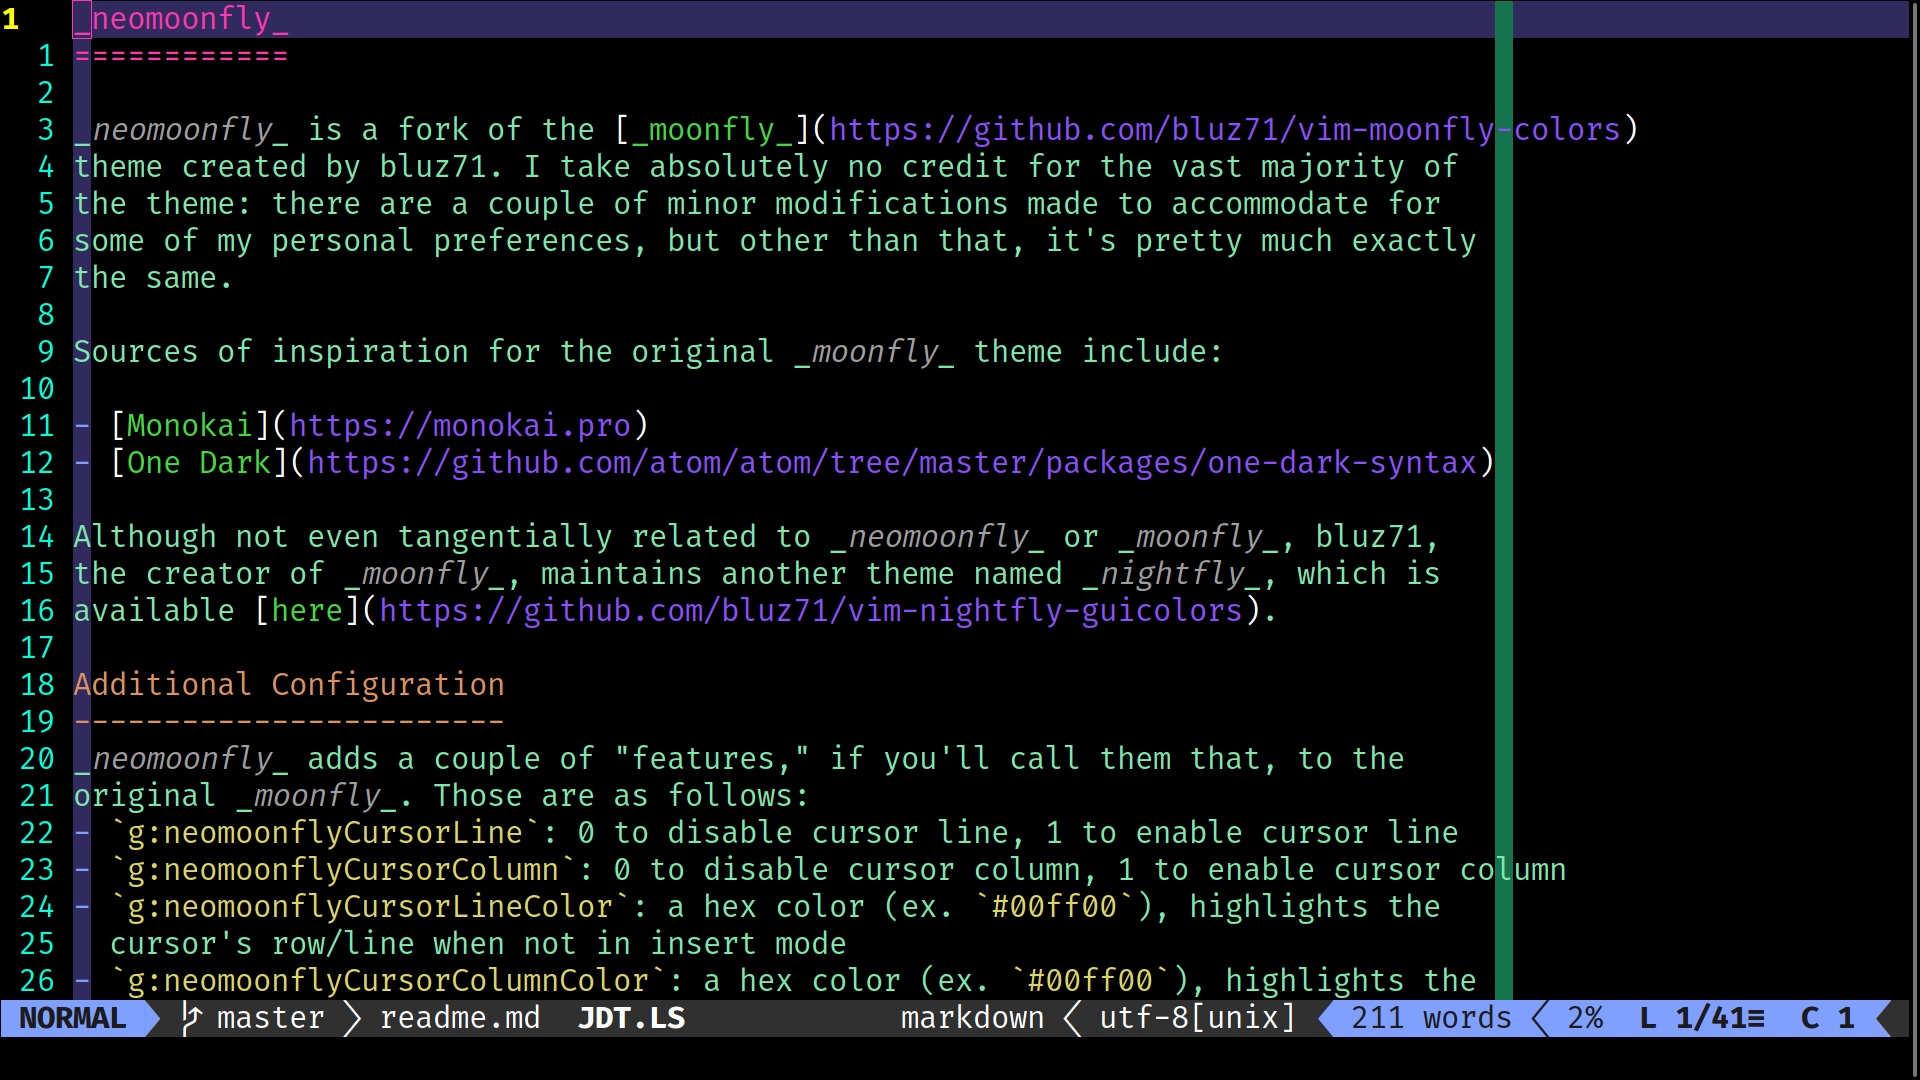 1   _neomoonfly_
  1 ============
  2
  3 _neomoonfly_ is a fork of the [_moonfly_](https://github.com/bluz71/vim-moonfly-colors)
  4 theme created by bluz71. I take absolutely no credit for the vast majority of
  5 the theme: there are a couple of minor modifications made to accommodate for
  6 some of my personal preferences, but other than that, it's pretty much exactly
  7 the same.
  8
  9 Sources of inspiration for the original _moonfly_ theme include:
 10
 11 - [Monokai](https://monokai.pro)
 12 - [One Dark](https://github.com/atom/atom/tree/master/packages/one-dark-syntax)
 13
 14 Although not even tangentially related to _neomoonfly_ or _moonfly_, bluz71,
 15 the creator of _moonfly_, maintains another theme named _nightfly_, which is
 16 available [here](https://github.com/bluz71/vim-nightfly-guicolors).
 17
 18 Additional Configuration
 19 ------------------------
 20 _neomoonfly_ adds a couple of "features," if you'll call them that, to the
 21 original _moonfly_. Those are as follows:
 22 - `g:neomoonflyCursorLine`: 0 to disable cursor line, 1 to enable cursor line
 23 - `g:neomoonflyCursorColumn`: 0 to disable cursor column, 1 to enable cursor column
 24 - `g:neomoonflyCursorLineColor`: a hex color (ex. `#00ff00`), highlights the
 25   cursor's row/line when not in insert mode
 26 - `g:neomoonflyCursorColumnColor`: a hex color (ex. `#00ff00`), highlights the
NORMAL master readme.md JDT.LS markdown utf-8[unix] 211 words 2% L 1/41≡ C 1